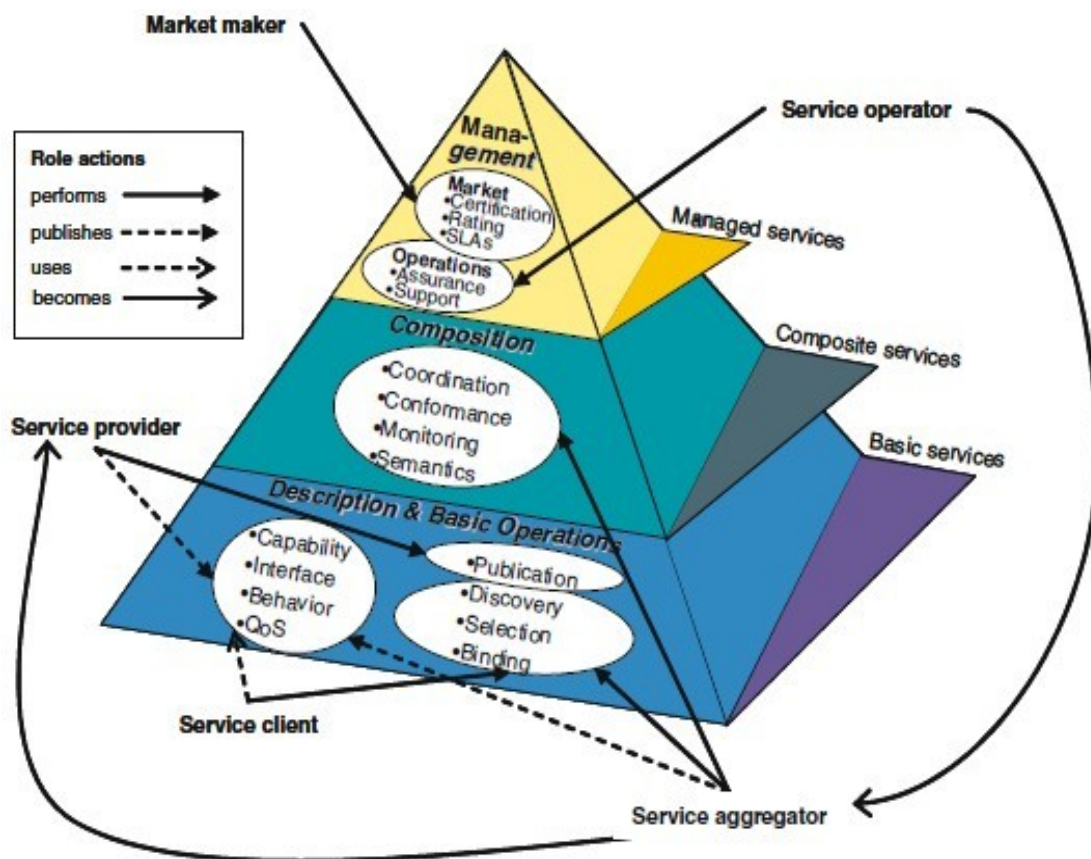 Market maker
Service operator
Role actions
performs
publishes
uses
becomes
Mana-
gement
Market
•Certification
•Rating
•SLAs
Operations
•Assurance
•Support
Managed services
Composition
•Coordination
•Conformance
•Monitoring
•Semantics
Composite services
Service provider
Basic services
Description & Basic Operations
•Capability
•Interface
•Behavior
•QoS
•Publication
•Discovery
•Selection
•Binding
Service client
Service aggregator